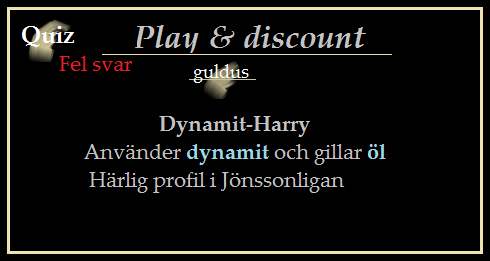 Quiz
Play & discount
Fel svar
guldus
Dynamit-Harry
Använder dynamit och gillar öl
Härlig profil i Jönssonligan